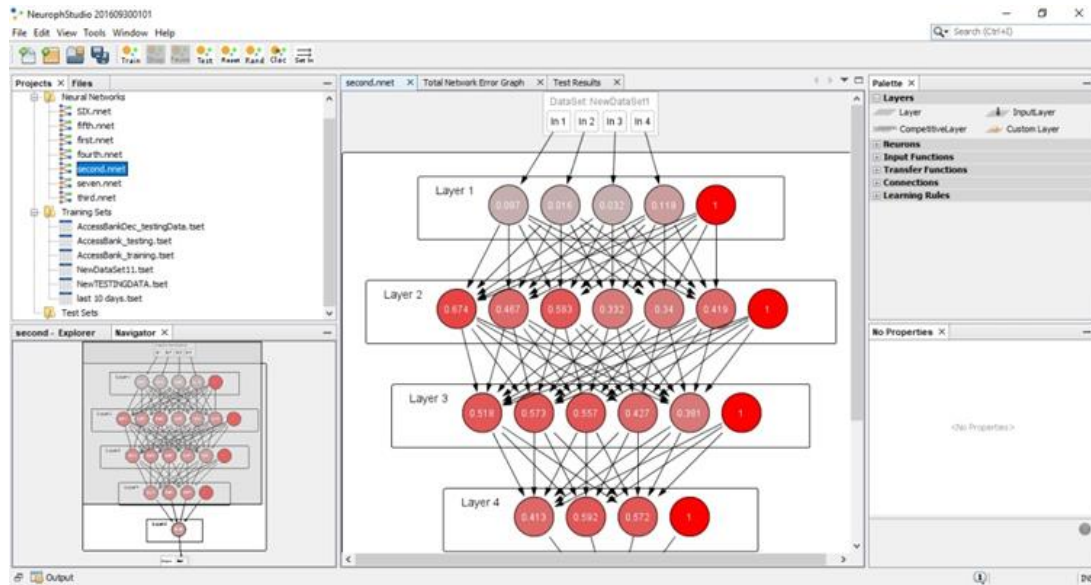 NeurophStudio 201609300101
File Edit View Tools Window Help
Search (Ctrl+I)
Train Stop Pause Test Reset Rand Clec Set In
Projects X Files
Neural Networks
SIX.nnet
fifth.nnet
first.nnet
fourth.nnet
second.nnet
seven.nnet
third.nnet
Training Sets
AccessBankDec_testingData.tset
AccessBank_testing.tset
AccessBank_training.tset
NewDataSet11.tset
NewTESTINGDATA.tset
last 10 days.tset
Test Sets
second - Explorer Navigator X
second.nnet X Total Network Error Graph X Test Results X
DataSet: NewDataSet1
In 1 In 2 In 3 In 4
Layer 1
0.016 0.032 0.119 1
Layer 2
0.674 0.467 0.593 0.332 0.34 0.419 1
Layer 3
0.518 0.573 0.557 0.427 0.381 1
Layer 4
0.413 0.592 0.572 1
Palette X
Layers
Layer InputLayer
CompetitiveLayer Custom Layer
Neurons
Input Functions
Transfer Functions
Connections
Learning Rules
No Properties X
<No Properties>
Output